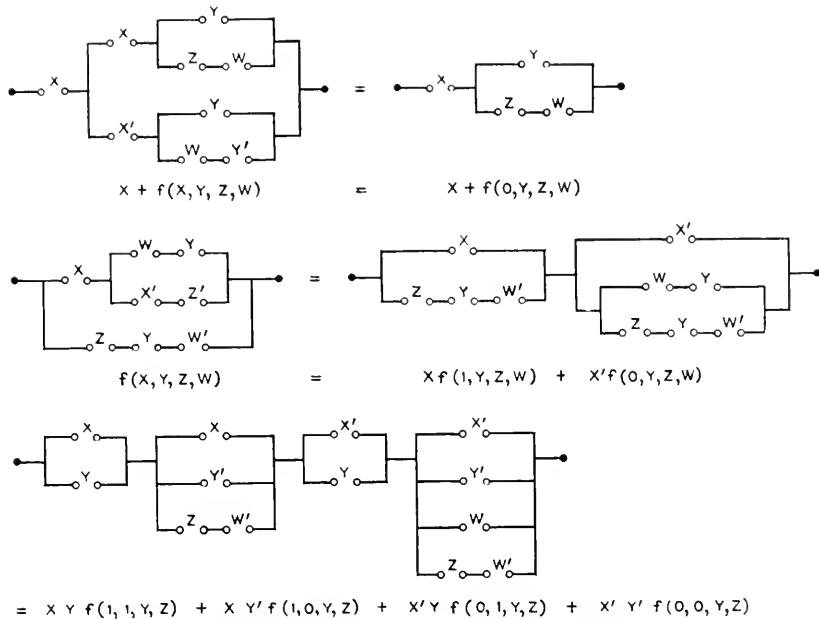 Y
X
Z W
X = X Y
Z W
X' Y
W Y'
X + f(X, Y, Z, W) = X + f(0, Y, Z, W)
W Y X X'
X = W Y
X' Z' Z Y W'
Z Y W' Z Y W'
f(X, Y, Z, W) = X f(1, Y, Z, W) + X' f(0, Y, Z, W)
X X X' X'
Y Y' Y Y'
W
Z W' Z W'
= X Y f(1, 1, Y, Z) + X Y' f(1, 0, Y, Z) + X' Y f(0, 1, Y, Z) + X' Y' f(0, 0, Y, Z)